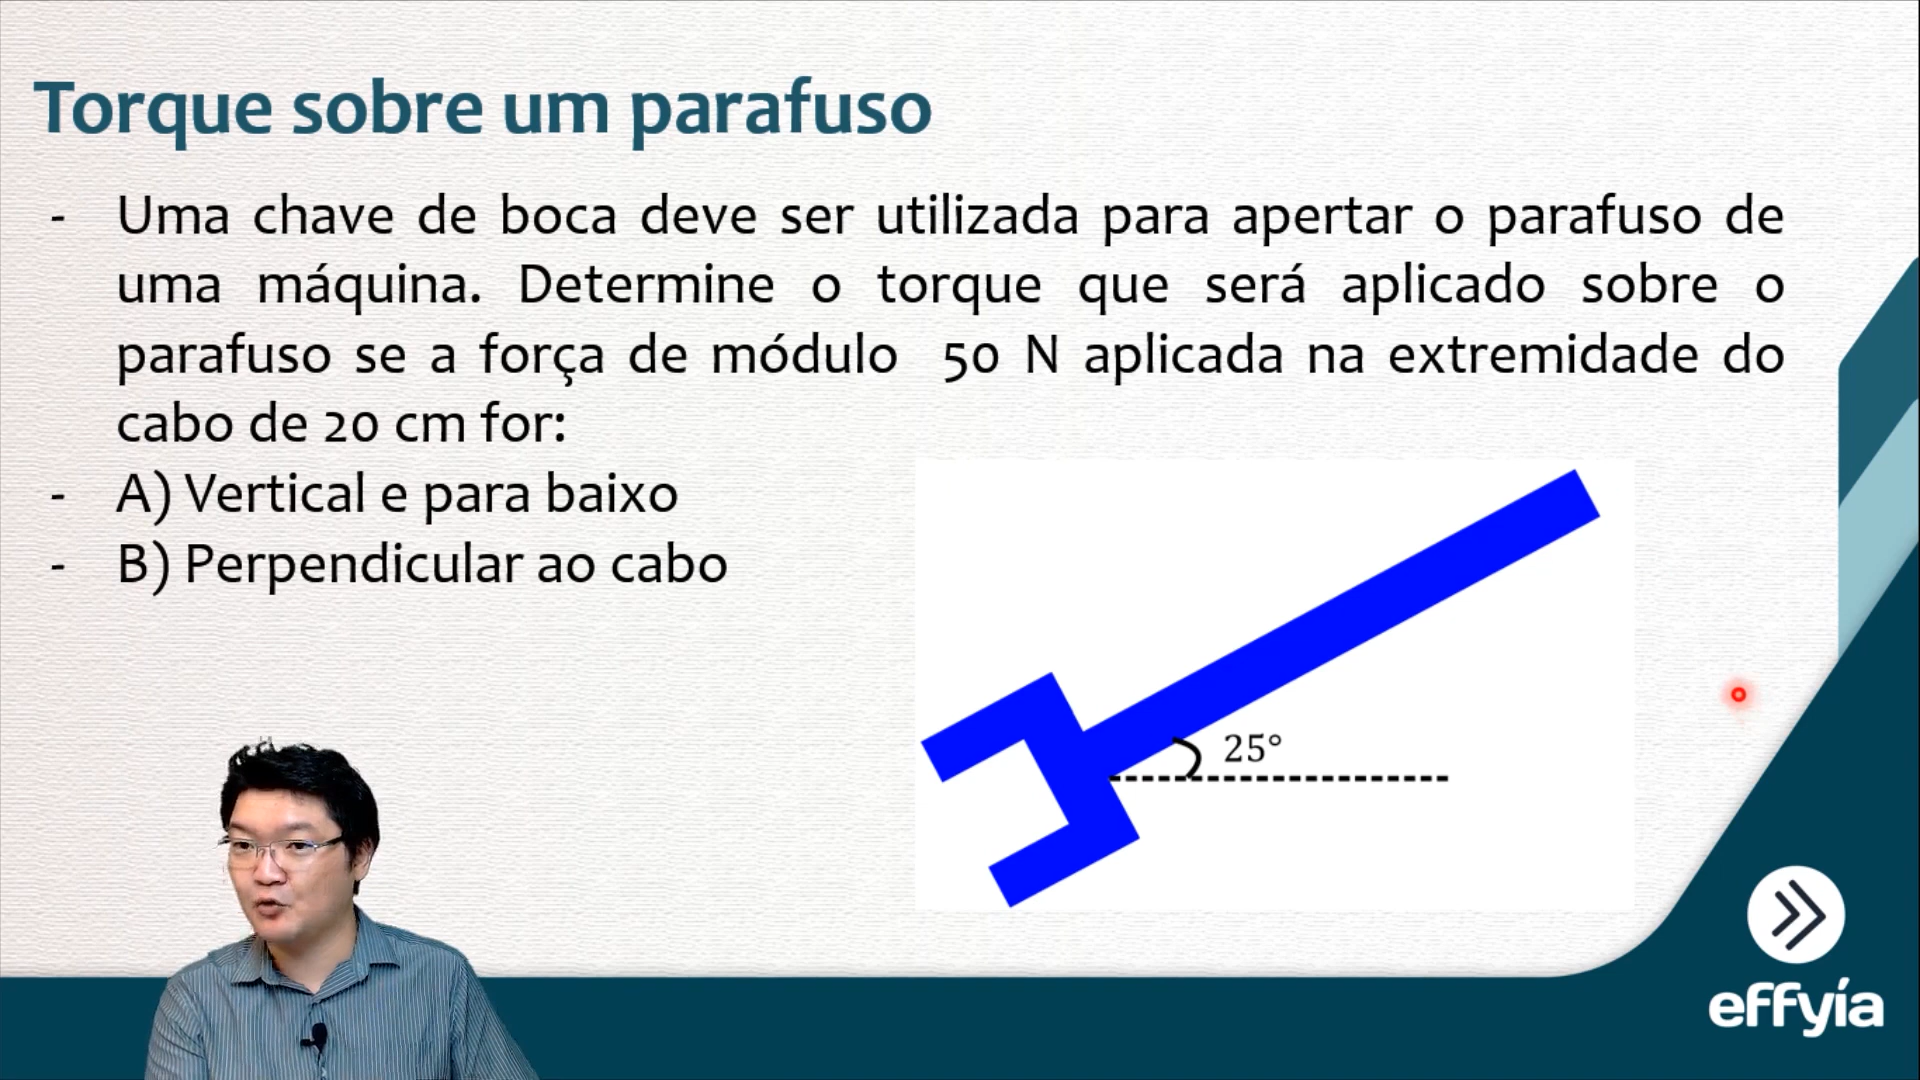 Torque sobre um parafuso
- Uma chave de boca deve ser utilizada para apertar o parafuso de
uma máquina. Determine o torque que será aplicado sobre o
parafuso se a força de módulo 50 N aplicada na extremidade do
cabo de 20 cm for:
- A) Vertical e para baixo
- B) Perpendicular ao cabo
25°
effyía